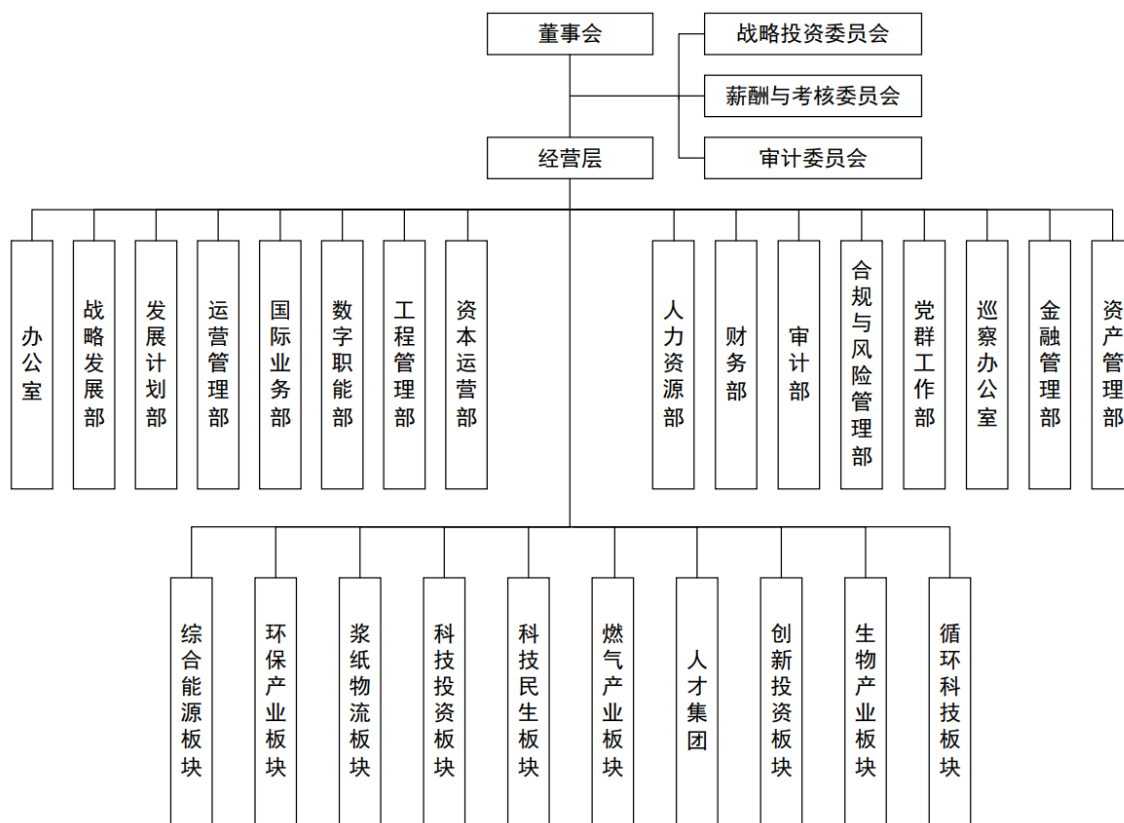 董事会
战略投资委员会
薪酬与考核委员会
经营层
审计委员会
办公室
战略发展部
发展计划部
运营管理部
国际业务部
数字职能部
工程管理部
资本运营部
人力资源部
财务部
审计部
合规与风险管理部
党群工作部
巡察办公室
金融管理部
资产管理部
综合能源板块
环保产业板块
浆纸物流板块
科技投资板块
科技民生板块
燃气产业板块
人才集团
创新投资板块
生物产业板块
循环科技板块